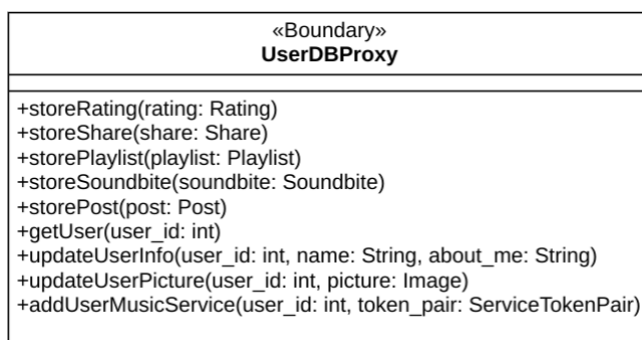 «Boundary»
UserDBProxy
+storeRating(rating: Rating)
+storeShare(share: Share)
+storePlaylist(playlist: Playlist)
+storeSoundbite(soundbite: Soundbite)
+storePost(post: Post)
+getUser(user_id: int)
+updateUserInfo(user_id: int, name: String, about_me: String)
+updateUserPicture(user_id: int, picture: Image)
+addUserMusicService(user_id: int, token_pair: ServiceTokenPair)